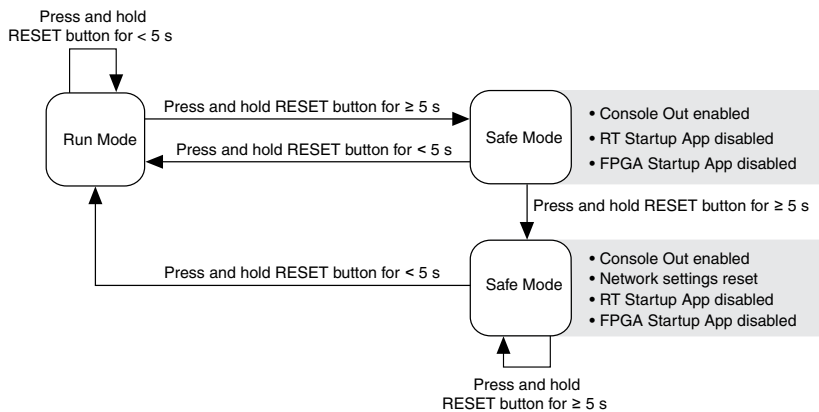 Press and hold
RESET button for < 5 s
Run Mode
Press and hold RESET button for ≥ 5 s
Press and hold RESET button for < 5 s
Safe Mode
• Console Out enabled
• RT Startup App disabled
• FPGA Startup App disabled
Press and hold RESET button for ≥ 5 s
Press and hold RESET button for < 5 s
Safe Mode
• Console Out enabled
• Network settings reset
• RT Startup App disabled
• FPGA Startup App disabled
Press and hold
RESET button for ≥ 5 s